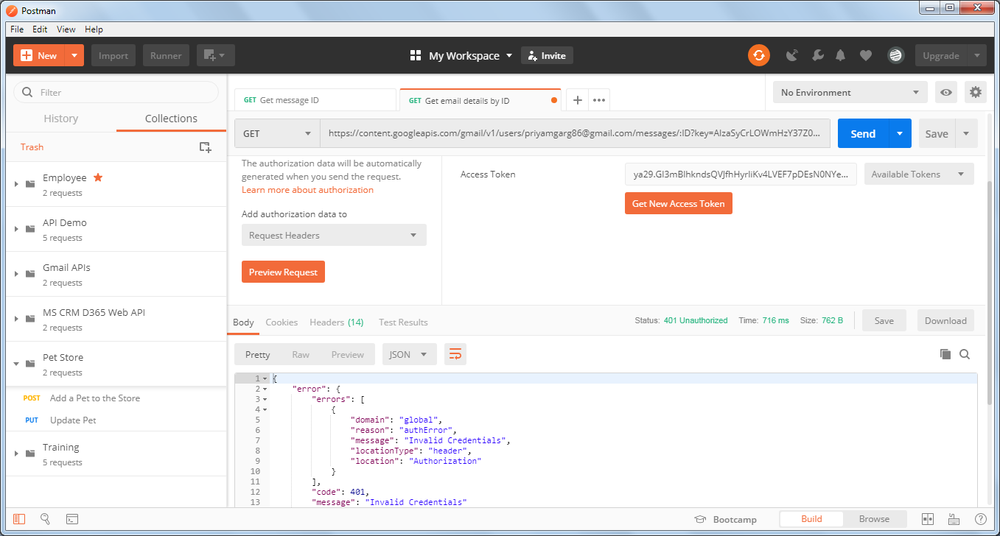 Postman
File Edit View Help
New Import Runner My Workspace Invite Upgrade
Filter
History Collections
Trash
Employee
2 requests
API Demo
5 requests
Gmail APIs
2 requests
MS CRM D365 Web API
2 requests
Pet Store
2 requests
POST Add a Pet to the Store
PUT Update Pet
Training
5 requests
GET Get message ID GET Get email details by ID No Environment
GET https://content.googleapis.com/gmail/v1/users/priyamgarg86@gmail.com/messages/:ID?key=AIzaSyCrLOWmHzY37Z0... Send Save
The authorization data will be automatically
generated when you send the request.
Learn more about authorization
Add authorization data to
Request Headers
Preview Request
Access Token Available Tokens
Get New Access Token
Body Cookies Headers (14) Test Results Status: 401 Unauthorized Time: 716 ms Size: 762 B Save Download
Pretty Raw Preview JSON
1 {
2 "error": {
3 "errors": [
4 {
5 "domain": "global",
6 "reason": "authError",
7 "message": "Invalid Credentials",
8 "locationType": "header",
9 "location": "Authorization"
10 }
11 ],
12 "code": 401,
13 "message": "Invalid Credentials"
Bootcamp Build Browse